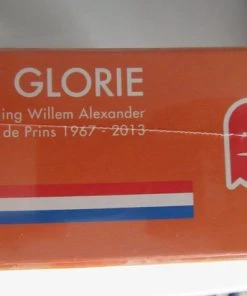 GLORIE
ing Willem Alexander
de Prins 1967 - 2013